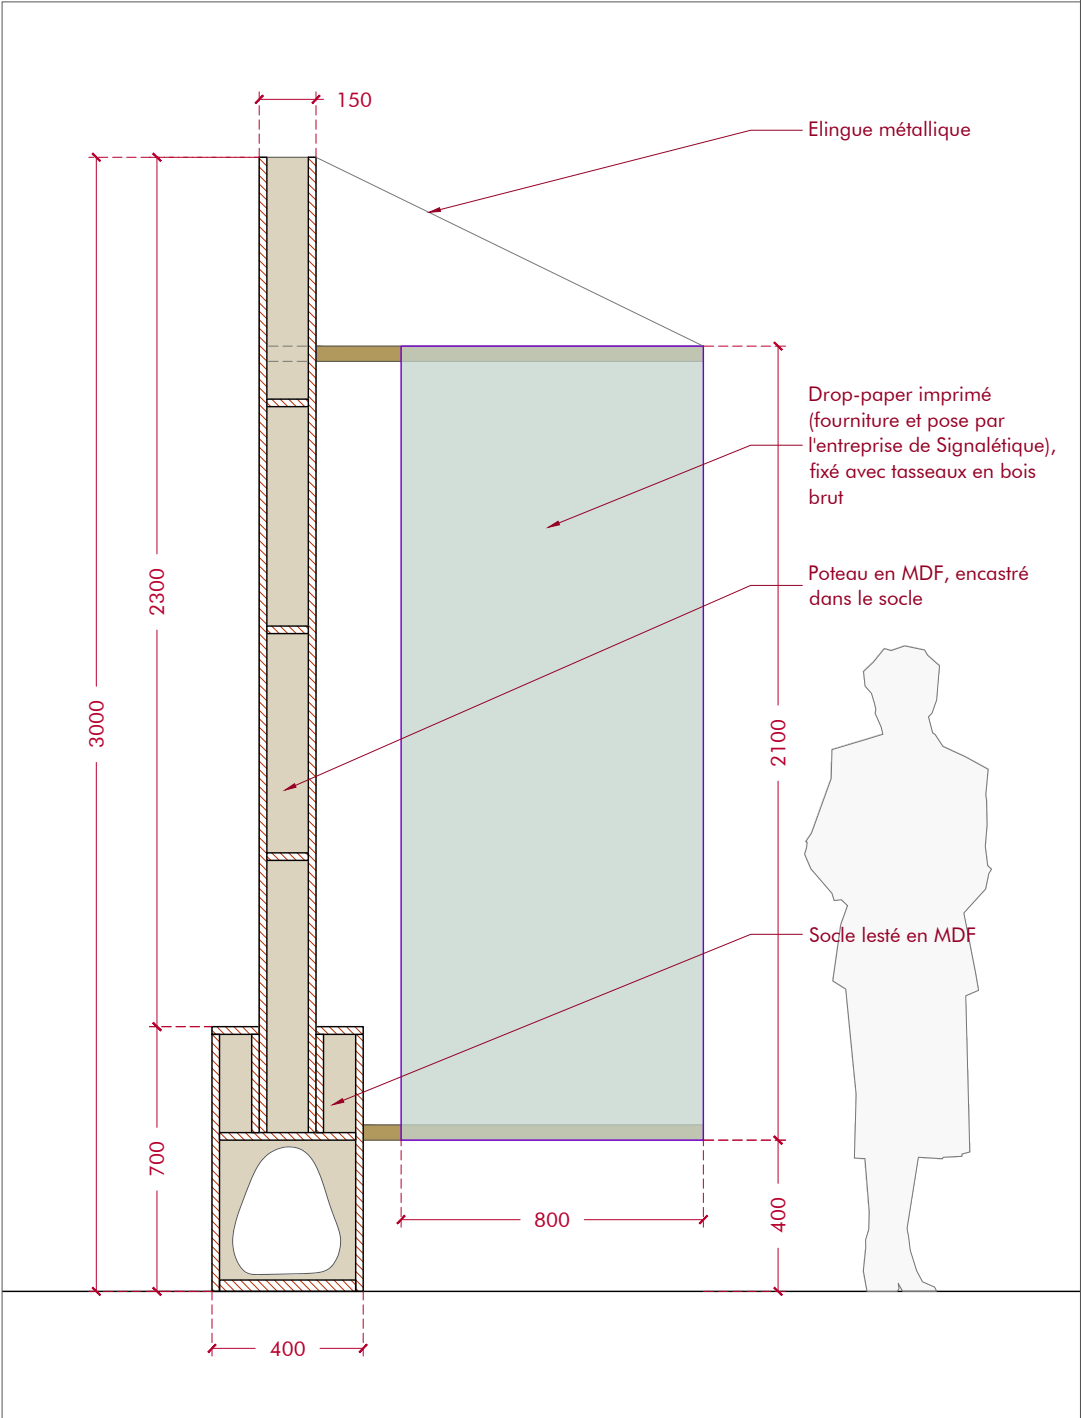 150
Elingue métallique
Drop-paper imprimé
(fourniture et pose par
l'entreprise de Signalétique),
fixé avec tasseaux en bois
brut
2300
Poteau en MDF, encastré
dans le socle
3000
2100
Socle lesté en MDF
700
400
800
400